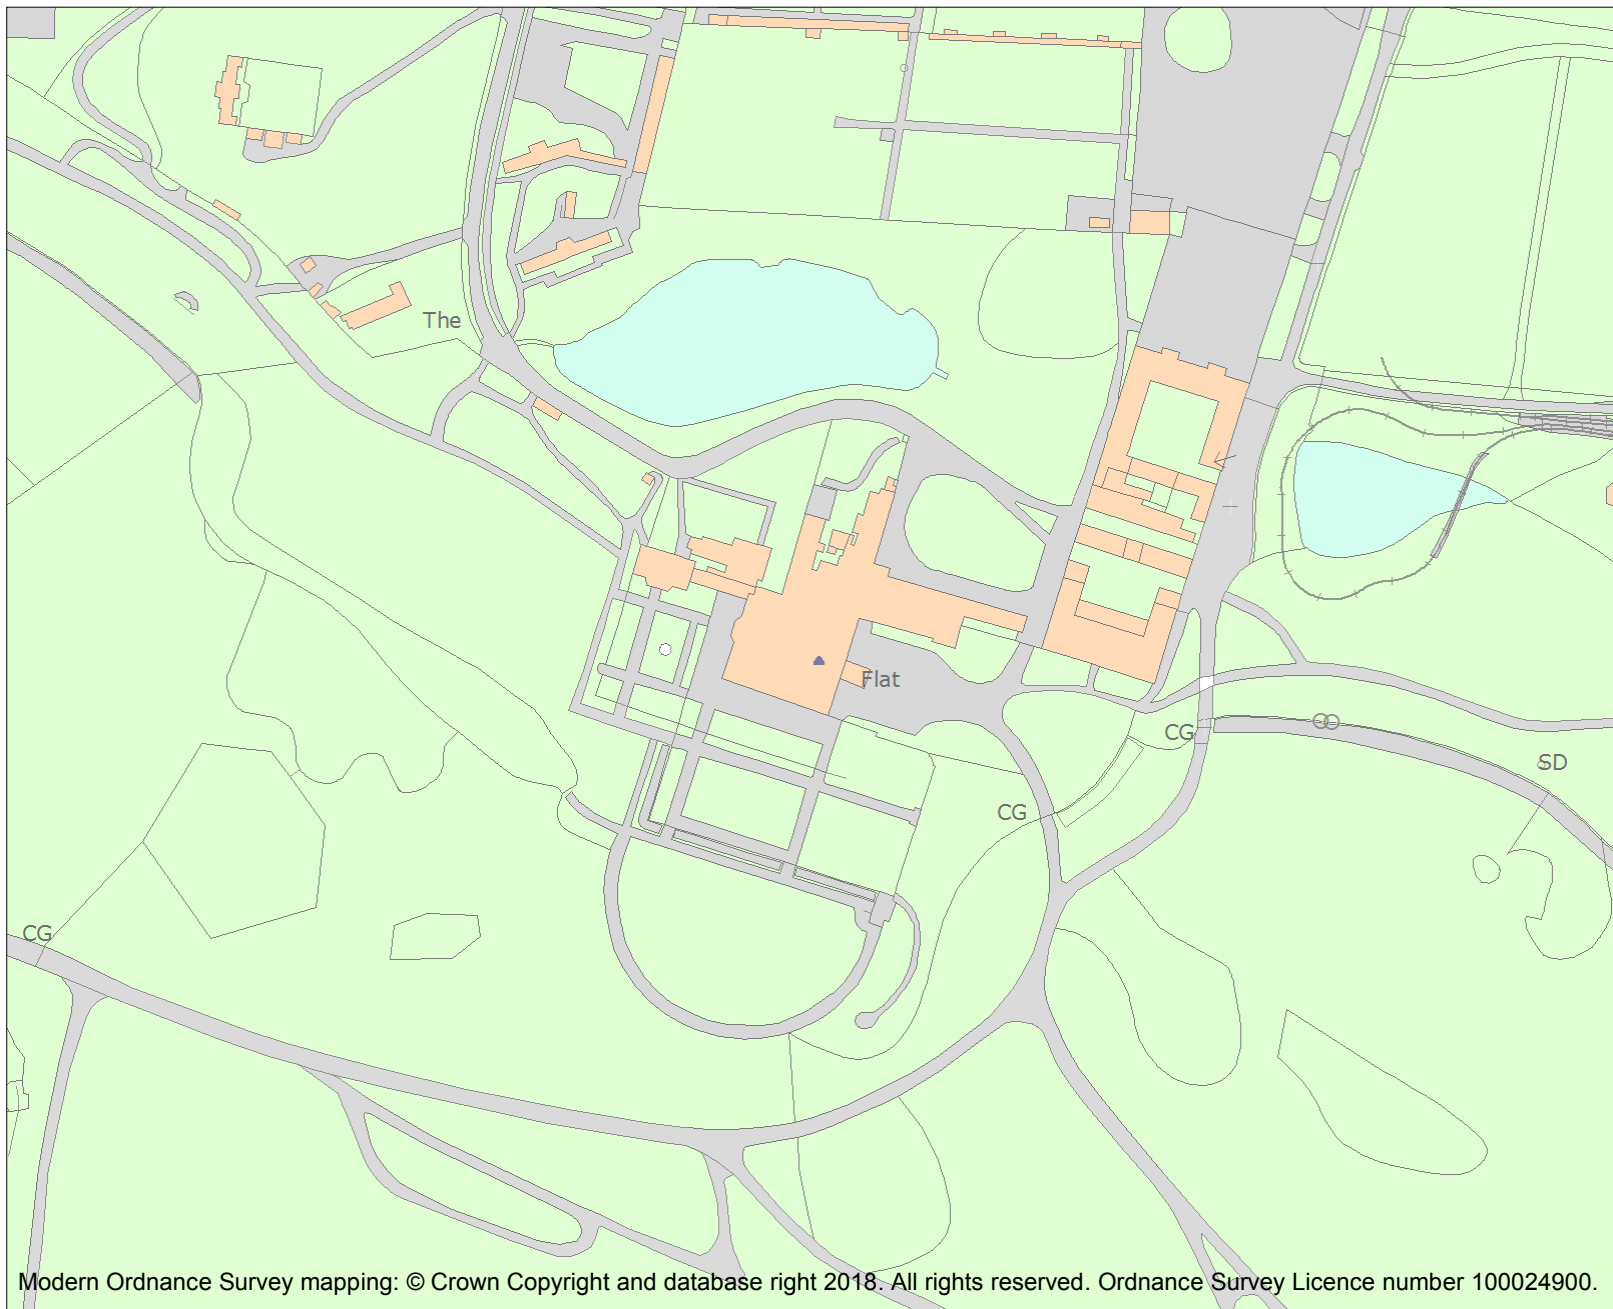 The
Flat
CG
SD
CG
CG
Modern Ordnance Survey mapping: © Crown Copyright and database right 2018. All rights reserved. Ordnance Survey Licence number 100024900.